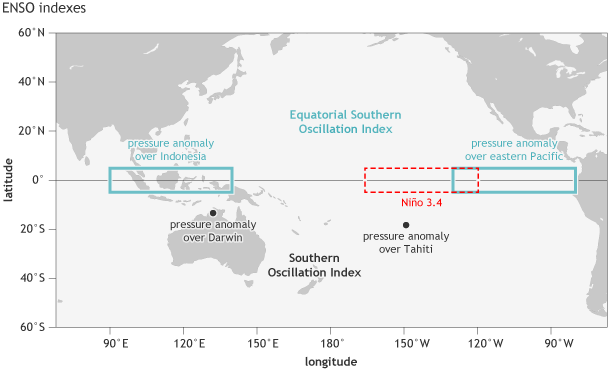 ENSO indexes
60°N
40°N
20°N
0°
20°S
40°S
60°S
latitude
Equatorial Southern
Oscillation Index
pressure anomaly
over Indonesia
pressure anomaly
over eastern Pacific
Niño 3.4
pressure anomaly
over Darwin
pressure anomaly
over Tahiti
Southern
Oscillation Index
90°E
120°E
150°E
180°
150°W
120°W
90°W
longitude